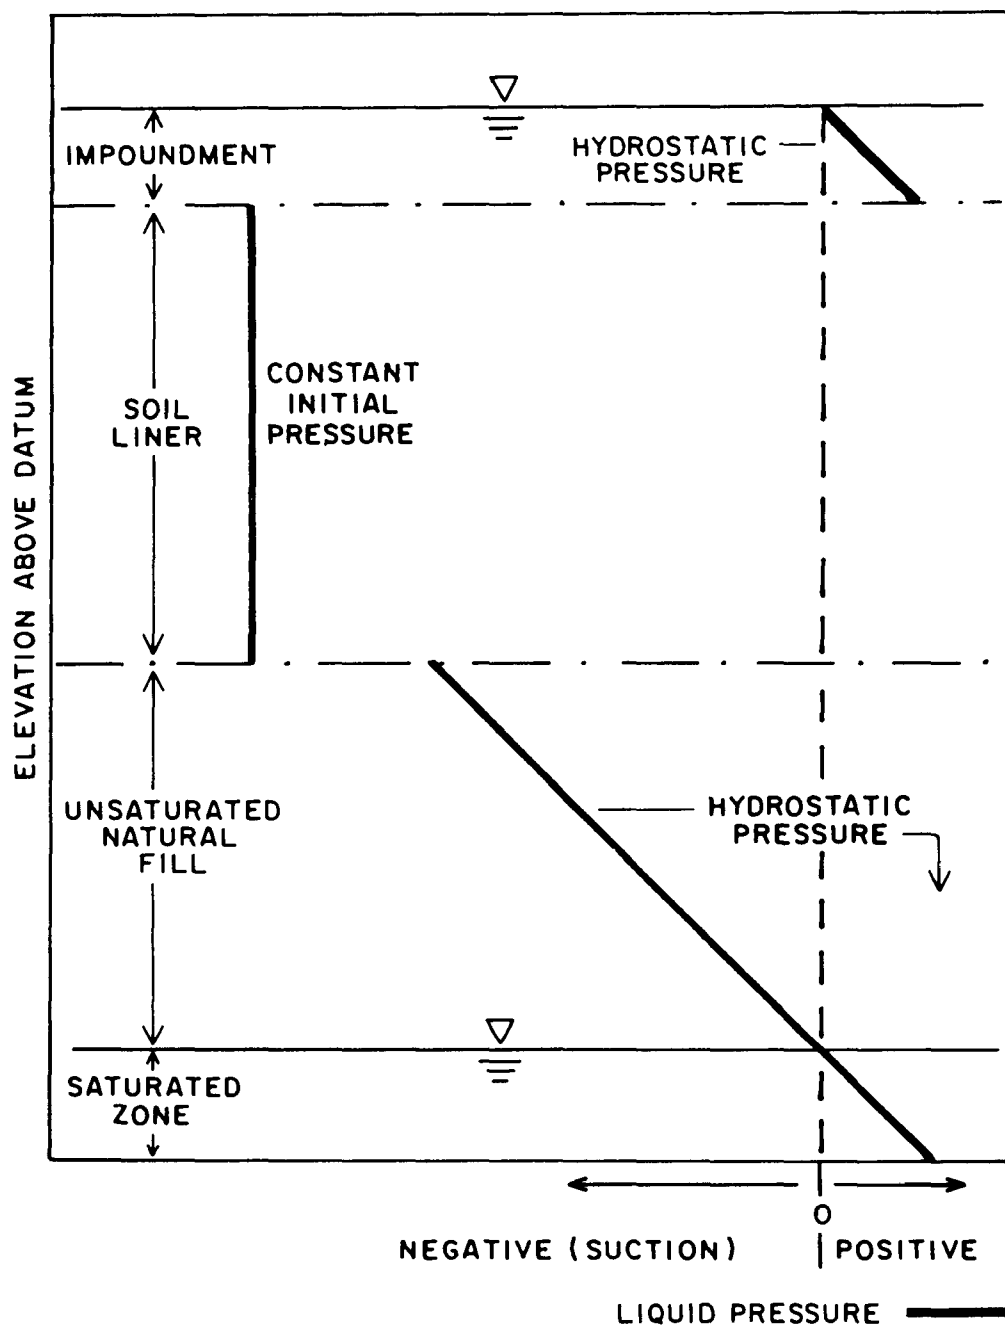 IMPOUNDMENT
HYDROSTATIC
PRESSURE
CONSTANT
INITIAL
PRESSURE
SOIL
LINER
ELEVATION ABOVE DATUM
UNSATURATED
NATURAL
FILL
HYDROSTATIC
PRESSURE
SATURATED
ZONE
0
NEGATIVE (SUCTION)
POSITIVE
LIQUID PRESSURE